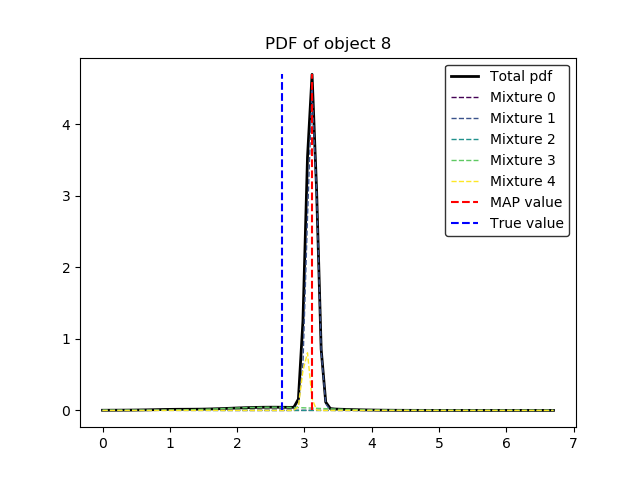 PDF of object 8
Total pdf
Mixture 0
Mixture 1
Mixture 2
Mixture 3
Mixture 4
MAP value
True value
4
3
2
1
0
0 1 2 3 4 5 6 7